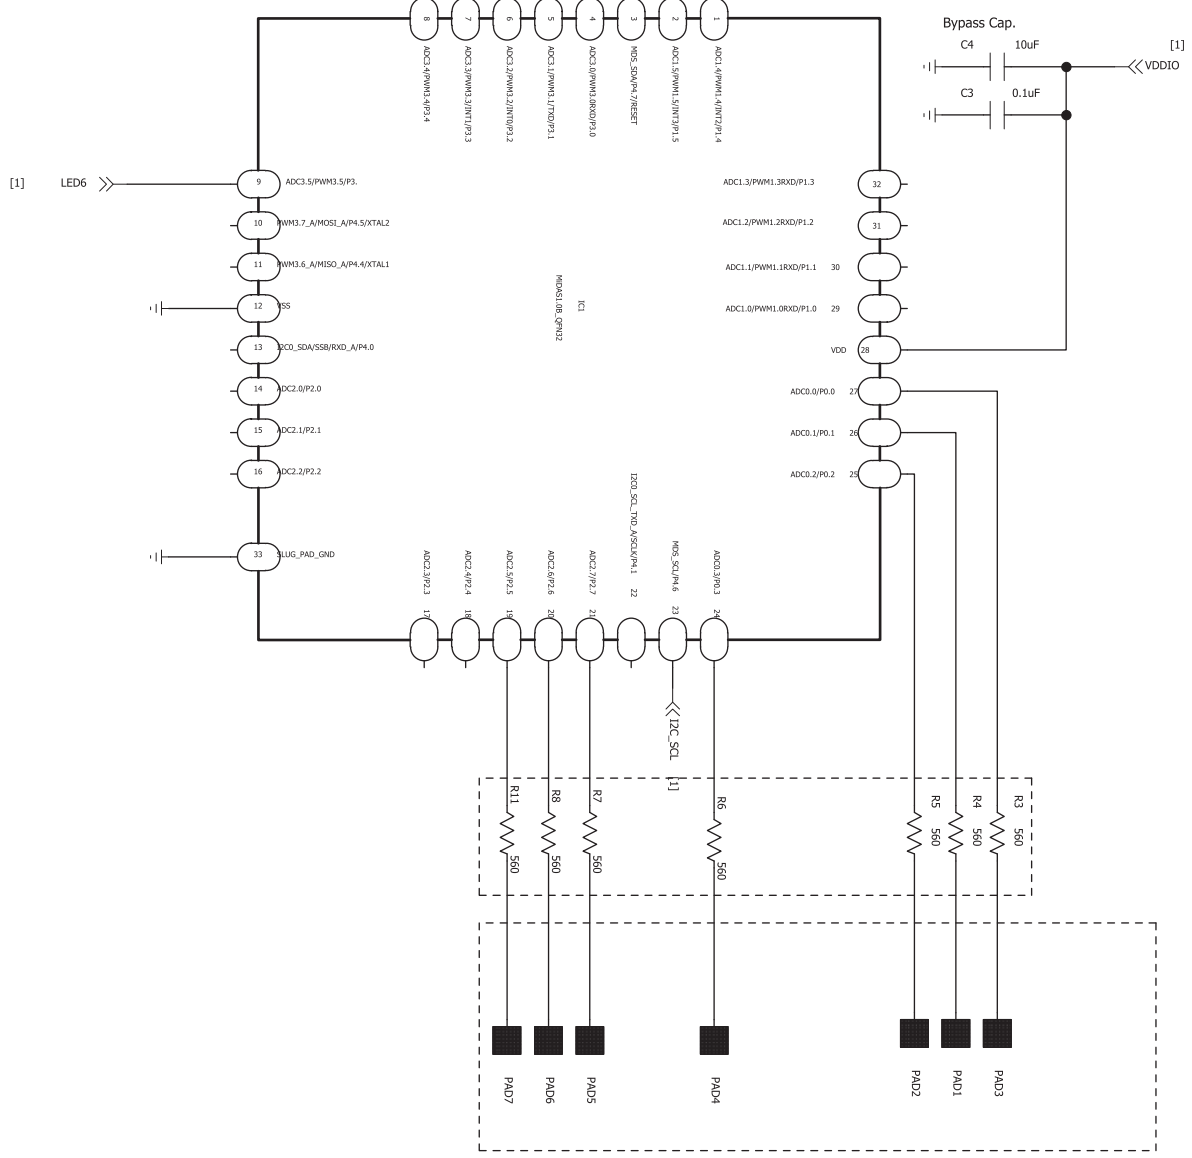 8
7
6
5
4
3
2
1
ADC3.4/PWM3.4/P3.4
ADC3.3/PWM3.3/INT1/P3.3
ADC3.2/PWM3.2/INT0/P3.2
ADC3.1/PWM3.1/TXD/P3.1
ADC3.0/PWM3.0RXD/P3.0
MDS_SDA/P4.7/RESET
ADC1.5/PWM1.5/INT3/P1.5
ADC1.4/PWM1.4/INT2/P1.4
Bypass Cap.
C4 10uF
[1]
VDDIO
C3 0.1uF
[1] LED6
9 ADC3.5/PWM3.5/P3.
10 PWM3.7_A/MOSI_A/P4.5/XTAL2
11 PWM3.6_A/MISO_A/P4.4/XTAL1
12 VSS
13 I2C0_SDA/SSB/RXD_A/P4.0
14 ADC2.0/P2.0
15 ADC2.1/P2.1
16 ADC2.2/P2.2
33 SLUG_PAD_GND
IC1
MIDAS1.0B_QFN32
ADC1.3/PWM1.3RXD/P1.3 32
ADC1.2/PWM1.2RXD/P1.2 31
ADC1.1/PWM1.1RXD/P1.1 30
ADC1.0/PWM1.0RXD/P1.0 29
VDD 28
ADC0.0/P0.0 27
ADC0.1/P0.1 26
ADC0.2/P0.2 25
ADC2.3/P2.3 17
ADC2.4/P2.4 18
ADC2.5/P2.5 19
ADC2.6/P2.6 20
ADC2.7/P2.7 21
I2C0_SCL_TXD_A/SCLK/P4.1 22
MDS_SCL/P4.6 23
ADC0.3/P0.3 24
I2C_SCL [1]
R11 560
R8 560
R7 560
R6 560
R5 560
R4 560
R3 560
PAD7
PAD6
PAD5
PAD4
PAD2
PAD1
PAD3